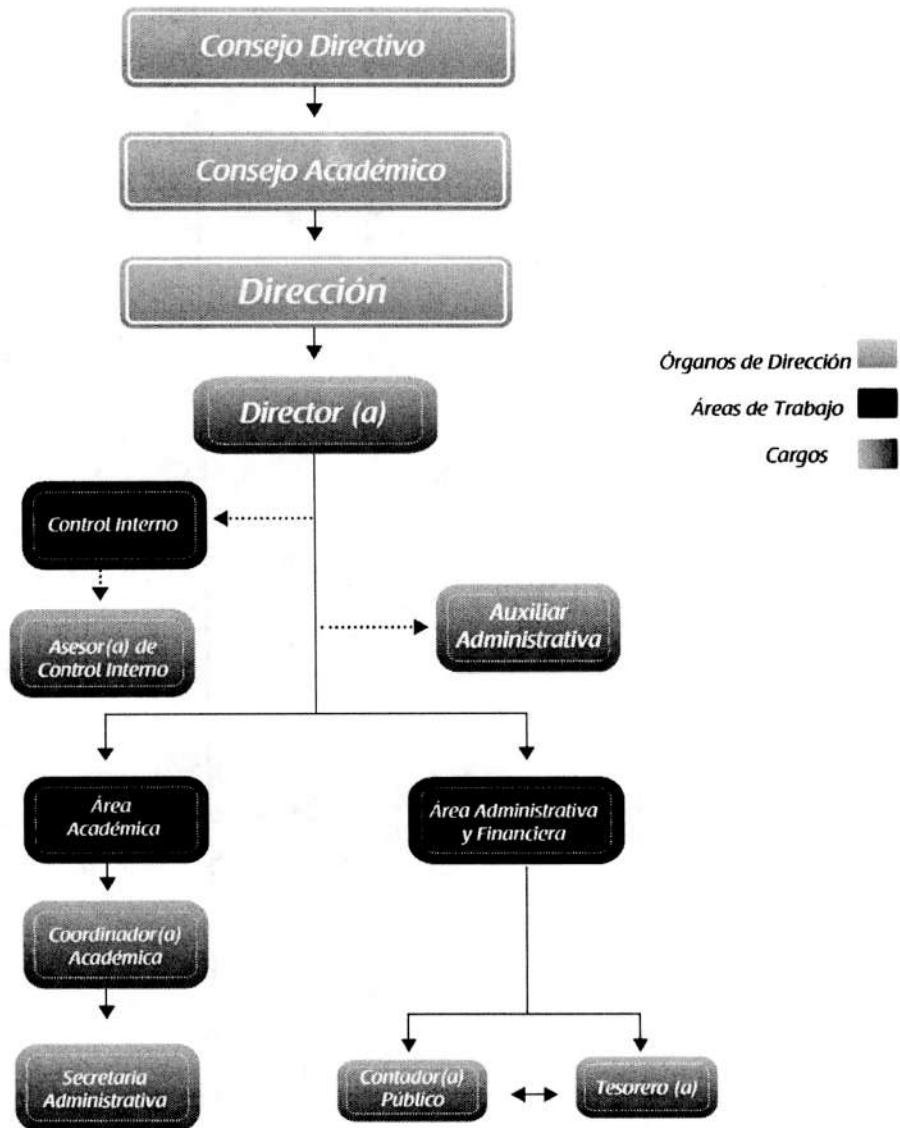 Consejo Directivo
Consejo Académico
Dirección
Órganos de Dirección
Áreas de Trabajo
Cargos
Director (a)
Control Interno
Auxiliar
Administrativa
Asesor(a) de
Control Interno
Área
Académica
Área Administrativa
y Financiera
Coordinador(a)
Académica
Secretaria
Administrativa
Contador(a)
Público
Tesorero (a)